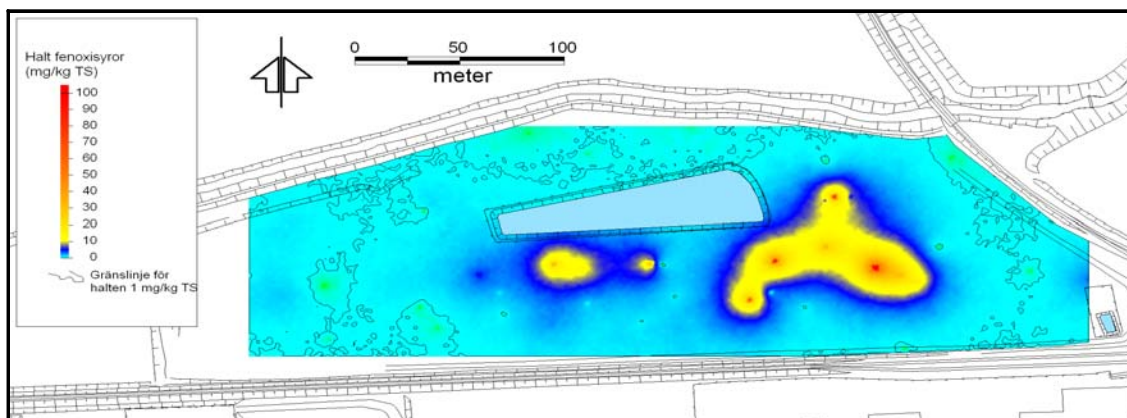 Halt fenoxisyror
(mg/kg TS)
100
90
80
70
60
50
40
30
20
10
0
Gränslinje för
halten 1 mg/kg TS
0 50 100
meter